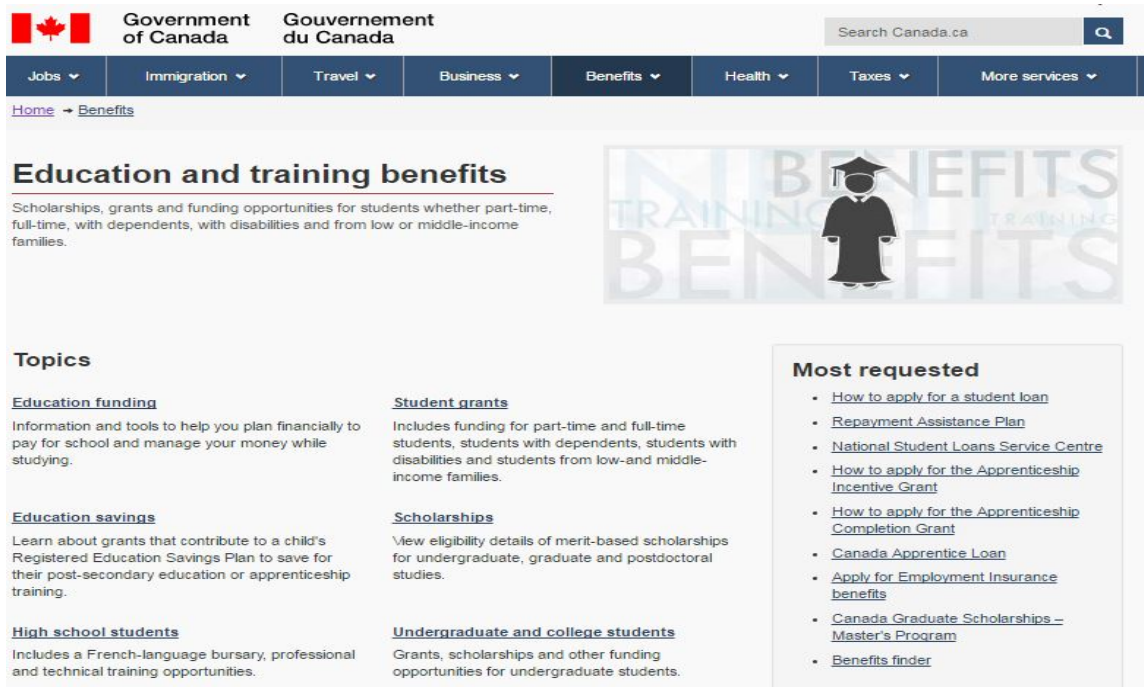 Government of Canada
Gouvernement du Canada
Search Canada.ca
Jobs
Immigration
Travel
Business
Benefits
Health
Taxes
More services
Home → Benefits
Education and training benefits
Scholarships, grants and funding opportunities for students whether part-time,
full-time, with dependents, with disabilities and from low or middle-income
families.
BENEFITS
TRAINING
TRAINING
BENEFITS
Topics
Education funding
Information and tools to help you plan financially to
pay for school and manage your money while
studying.
Student grants
Includes funding for part-time and full-time
students, students with dependents, students with
disabilities and students from low-and middle-
income families.
Education savings
Learn about grants that contribute to a child's
Registered Education Savings Plan to save for
their post-secondary education or apprenticeship
training.
Scholarships
View eligibility details of merit-based scholarships
for undergraduate, graduate and postdoctoral
studies.
High school students
Includes a French-language bursary, professional
and technical training opportunities.
Undergraduate and college students
Grants, scholarships and other funding
opportunities for undergraduate students.
Most requested
• How to apply for a student loan
• Repayment Assistance Plan
• National Student Loans Service Centre
• How to apply for the Apprenticeship
Incentive Grant
• How to apply for the Apprenticeship
Completion Grant
• Canada Apprentice Loan
• Apply for Employment Insurance
benefits
• Canada Graduate Scholarships –
Master's Program
• Benefits finder